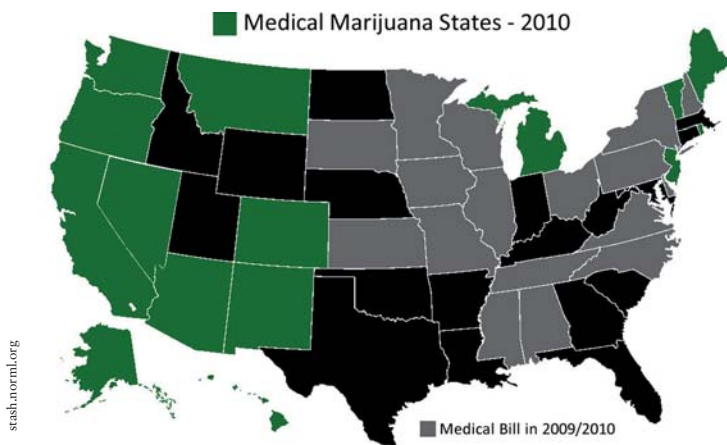 Medical Marijuana States - 2010
stash.norml.org
Medical Bill in 2009/2010